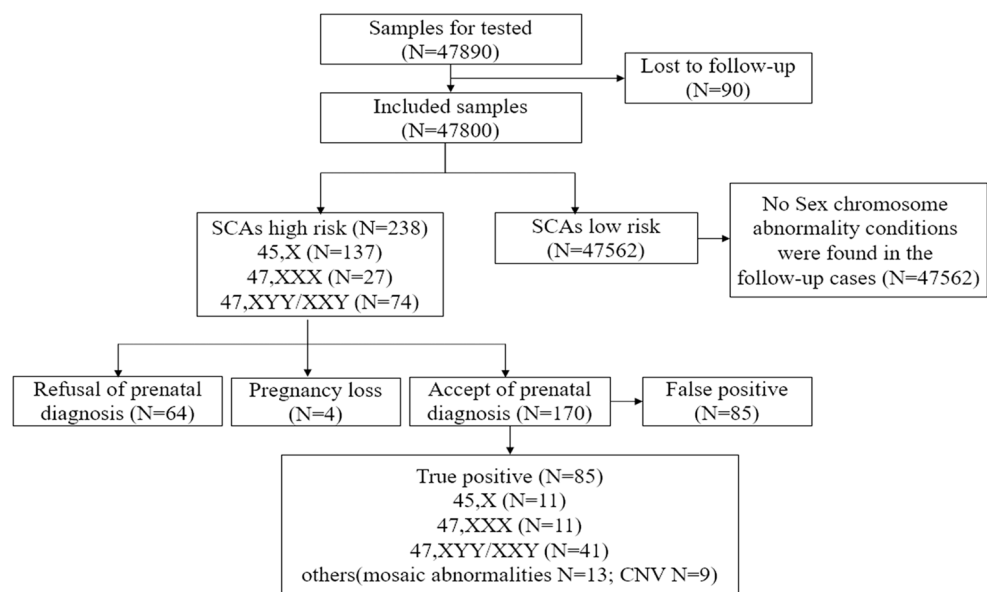 Samples for tested
(N=47890)
Lost to follow-up
(N=90)
Included samples
(N=47800)
SCAs high risk (N=238)
45,X (N=137)
47,XXX (N=27)
47,XYY/XXY (N=74)
SCAs low risk
(N=47562)
No Sex chromosome
abnormality conditions
were found in the
follow-up cases (N=47562)
Refusal of prenatal
diagnosis (N=64)
Pregnancy loss
(N=4)
Accept of prenatal
diagnosis (N=170)
False positive
(N=85)
True positive (N=85)
45,X (N=11)
47,XXX (N=11)
47,XYY/XXY (N=41)
others(mosaic abnormalities N=13; CNV N=9)